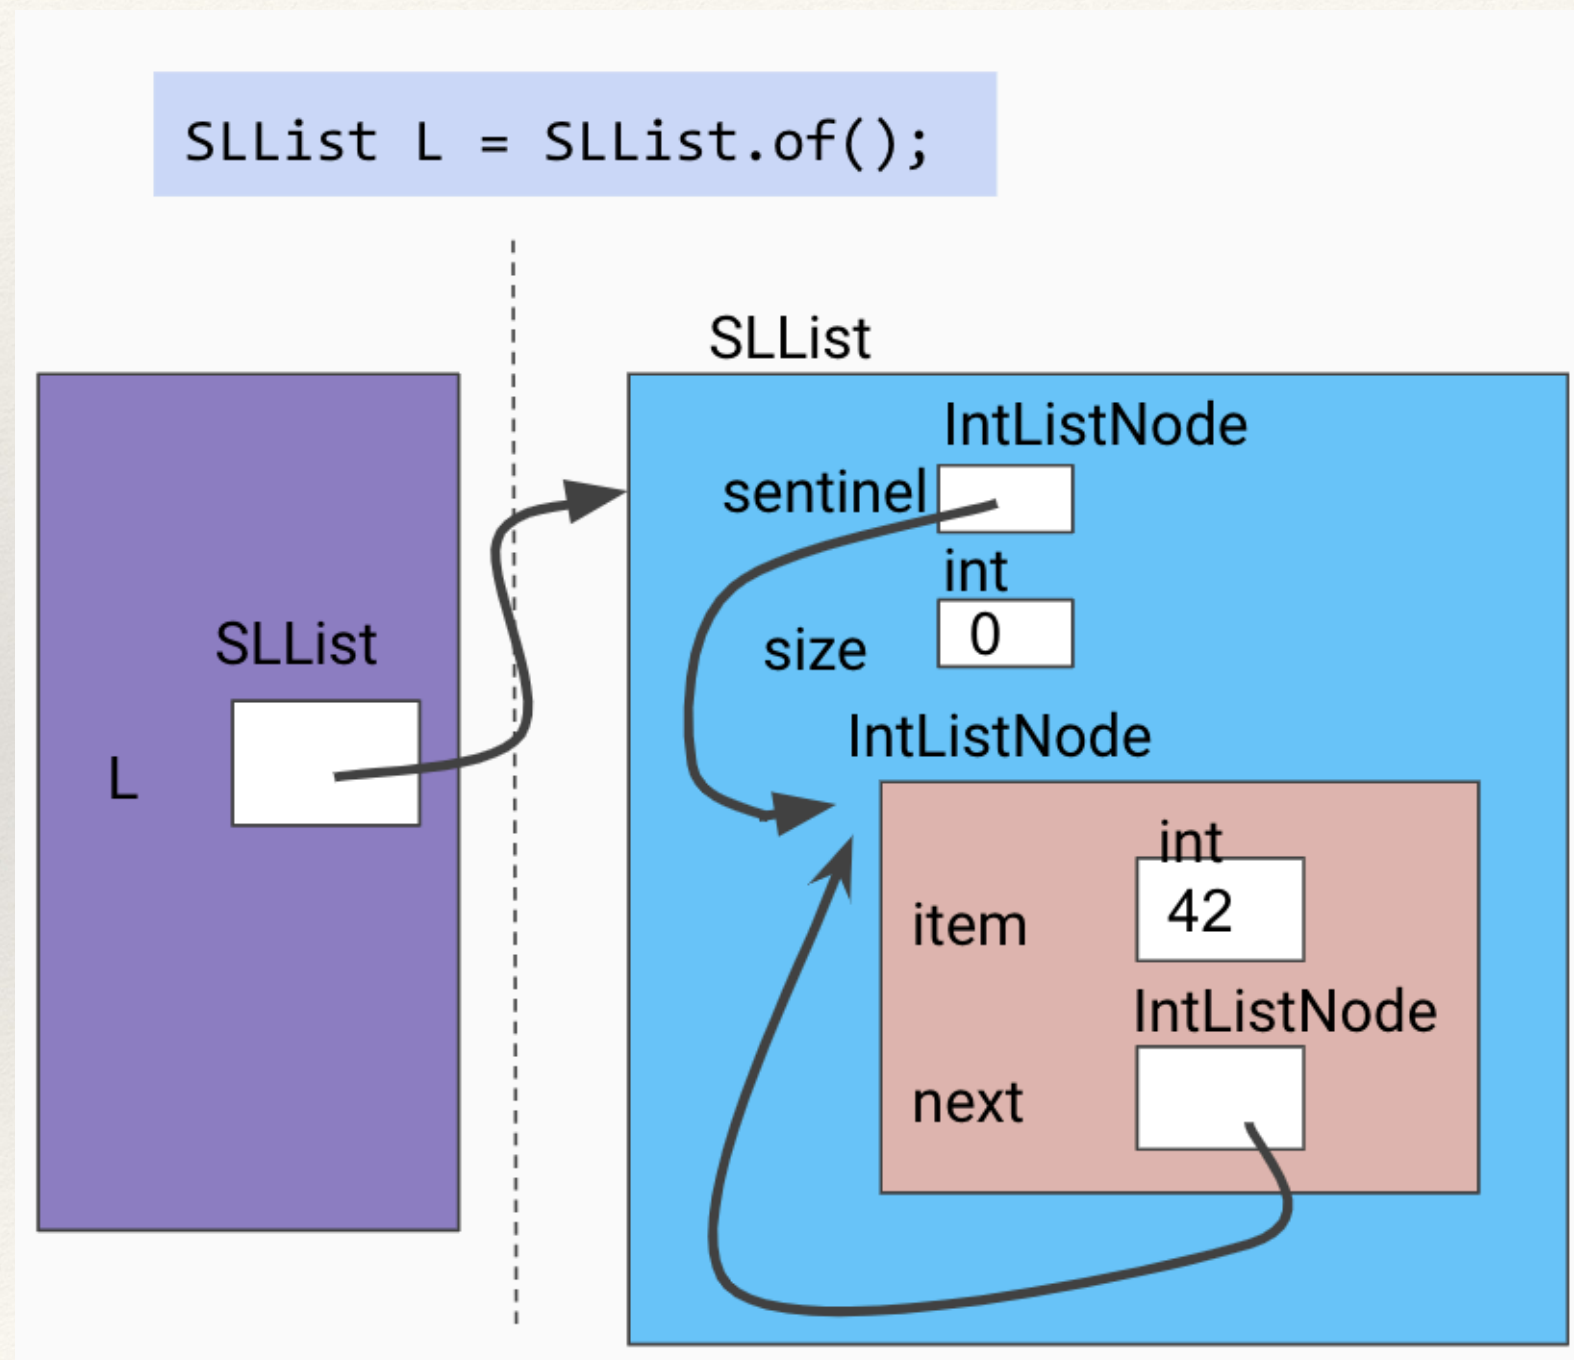 SLList L = SLList.of();
SLList
IntListNode
sentinel
int
size 0
SLList
L
IntListNode
int
item 42
IntListNode
next